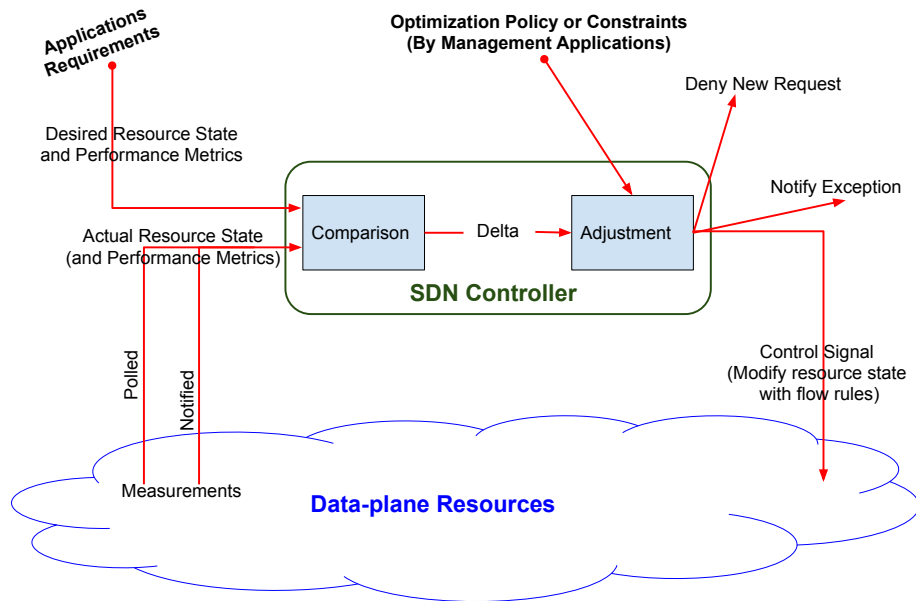 Applications
Requirements
Optimization Policy or Constraints
(By Management Applications)
Deny New Request
Desired Resource State
and Performance Metrics
Notify Exception
Actual Resource State
(and Performance Metrics)
Comparison
Delta
Adjustment
SDN Controller
Polled
Notified
Control Signal
(Modify resource state
with flow rules)
Measurements
Data-plane Resources